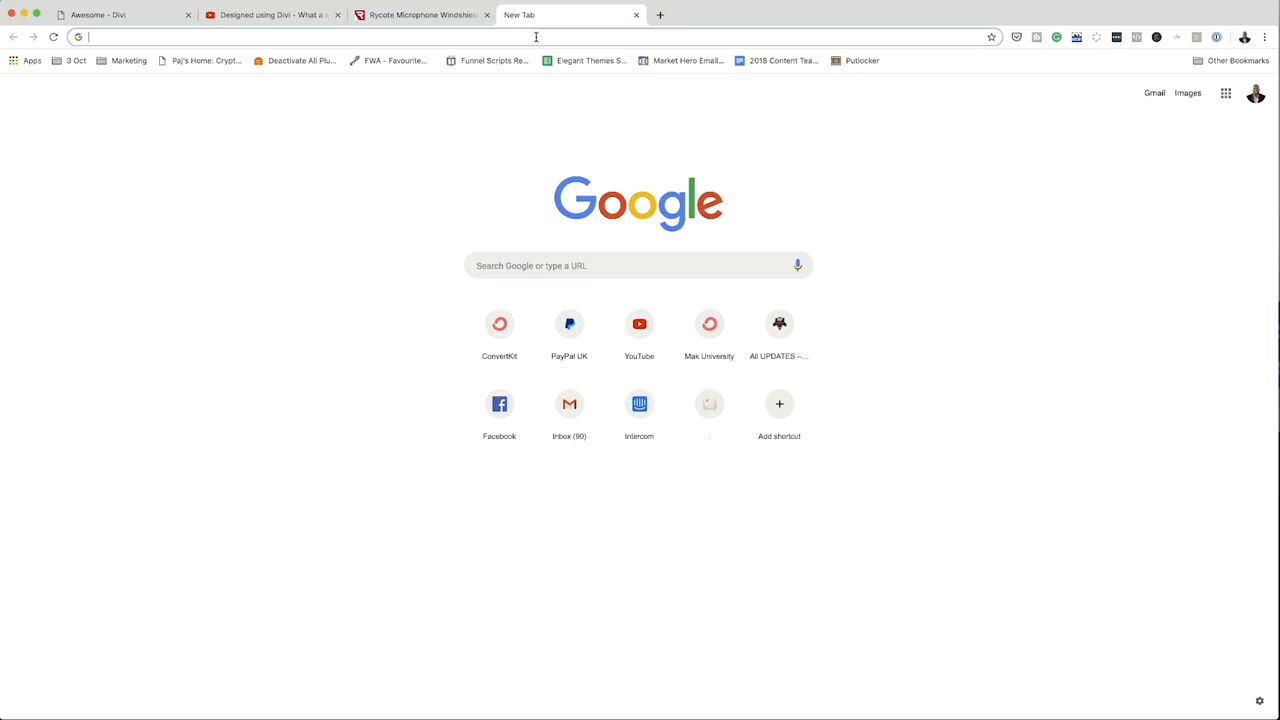 Awesome - Divi
Designed using Divi - What a s
Rycote Microphone Windshiel
New Tab
Apps
3 Oct
Marketing
Paj's Home: Crypt...
Deactivate All Plu...
FWA - Favourite...
Funnel Scripts Re...
Elegant Themes S...
Market Hero Email...
2018 Content Tea...
Putlocker
Other Bookmarks
Gmail
Images
Google
Search Google or type a URL
ConvertKit
PayPal UK
YouTube
Mak University
All UPDATES –...
Facebook
Inbox (90)
Intercom
.
Add shortcut